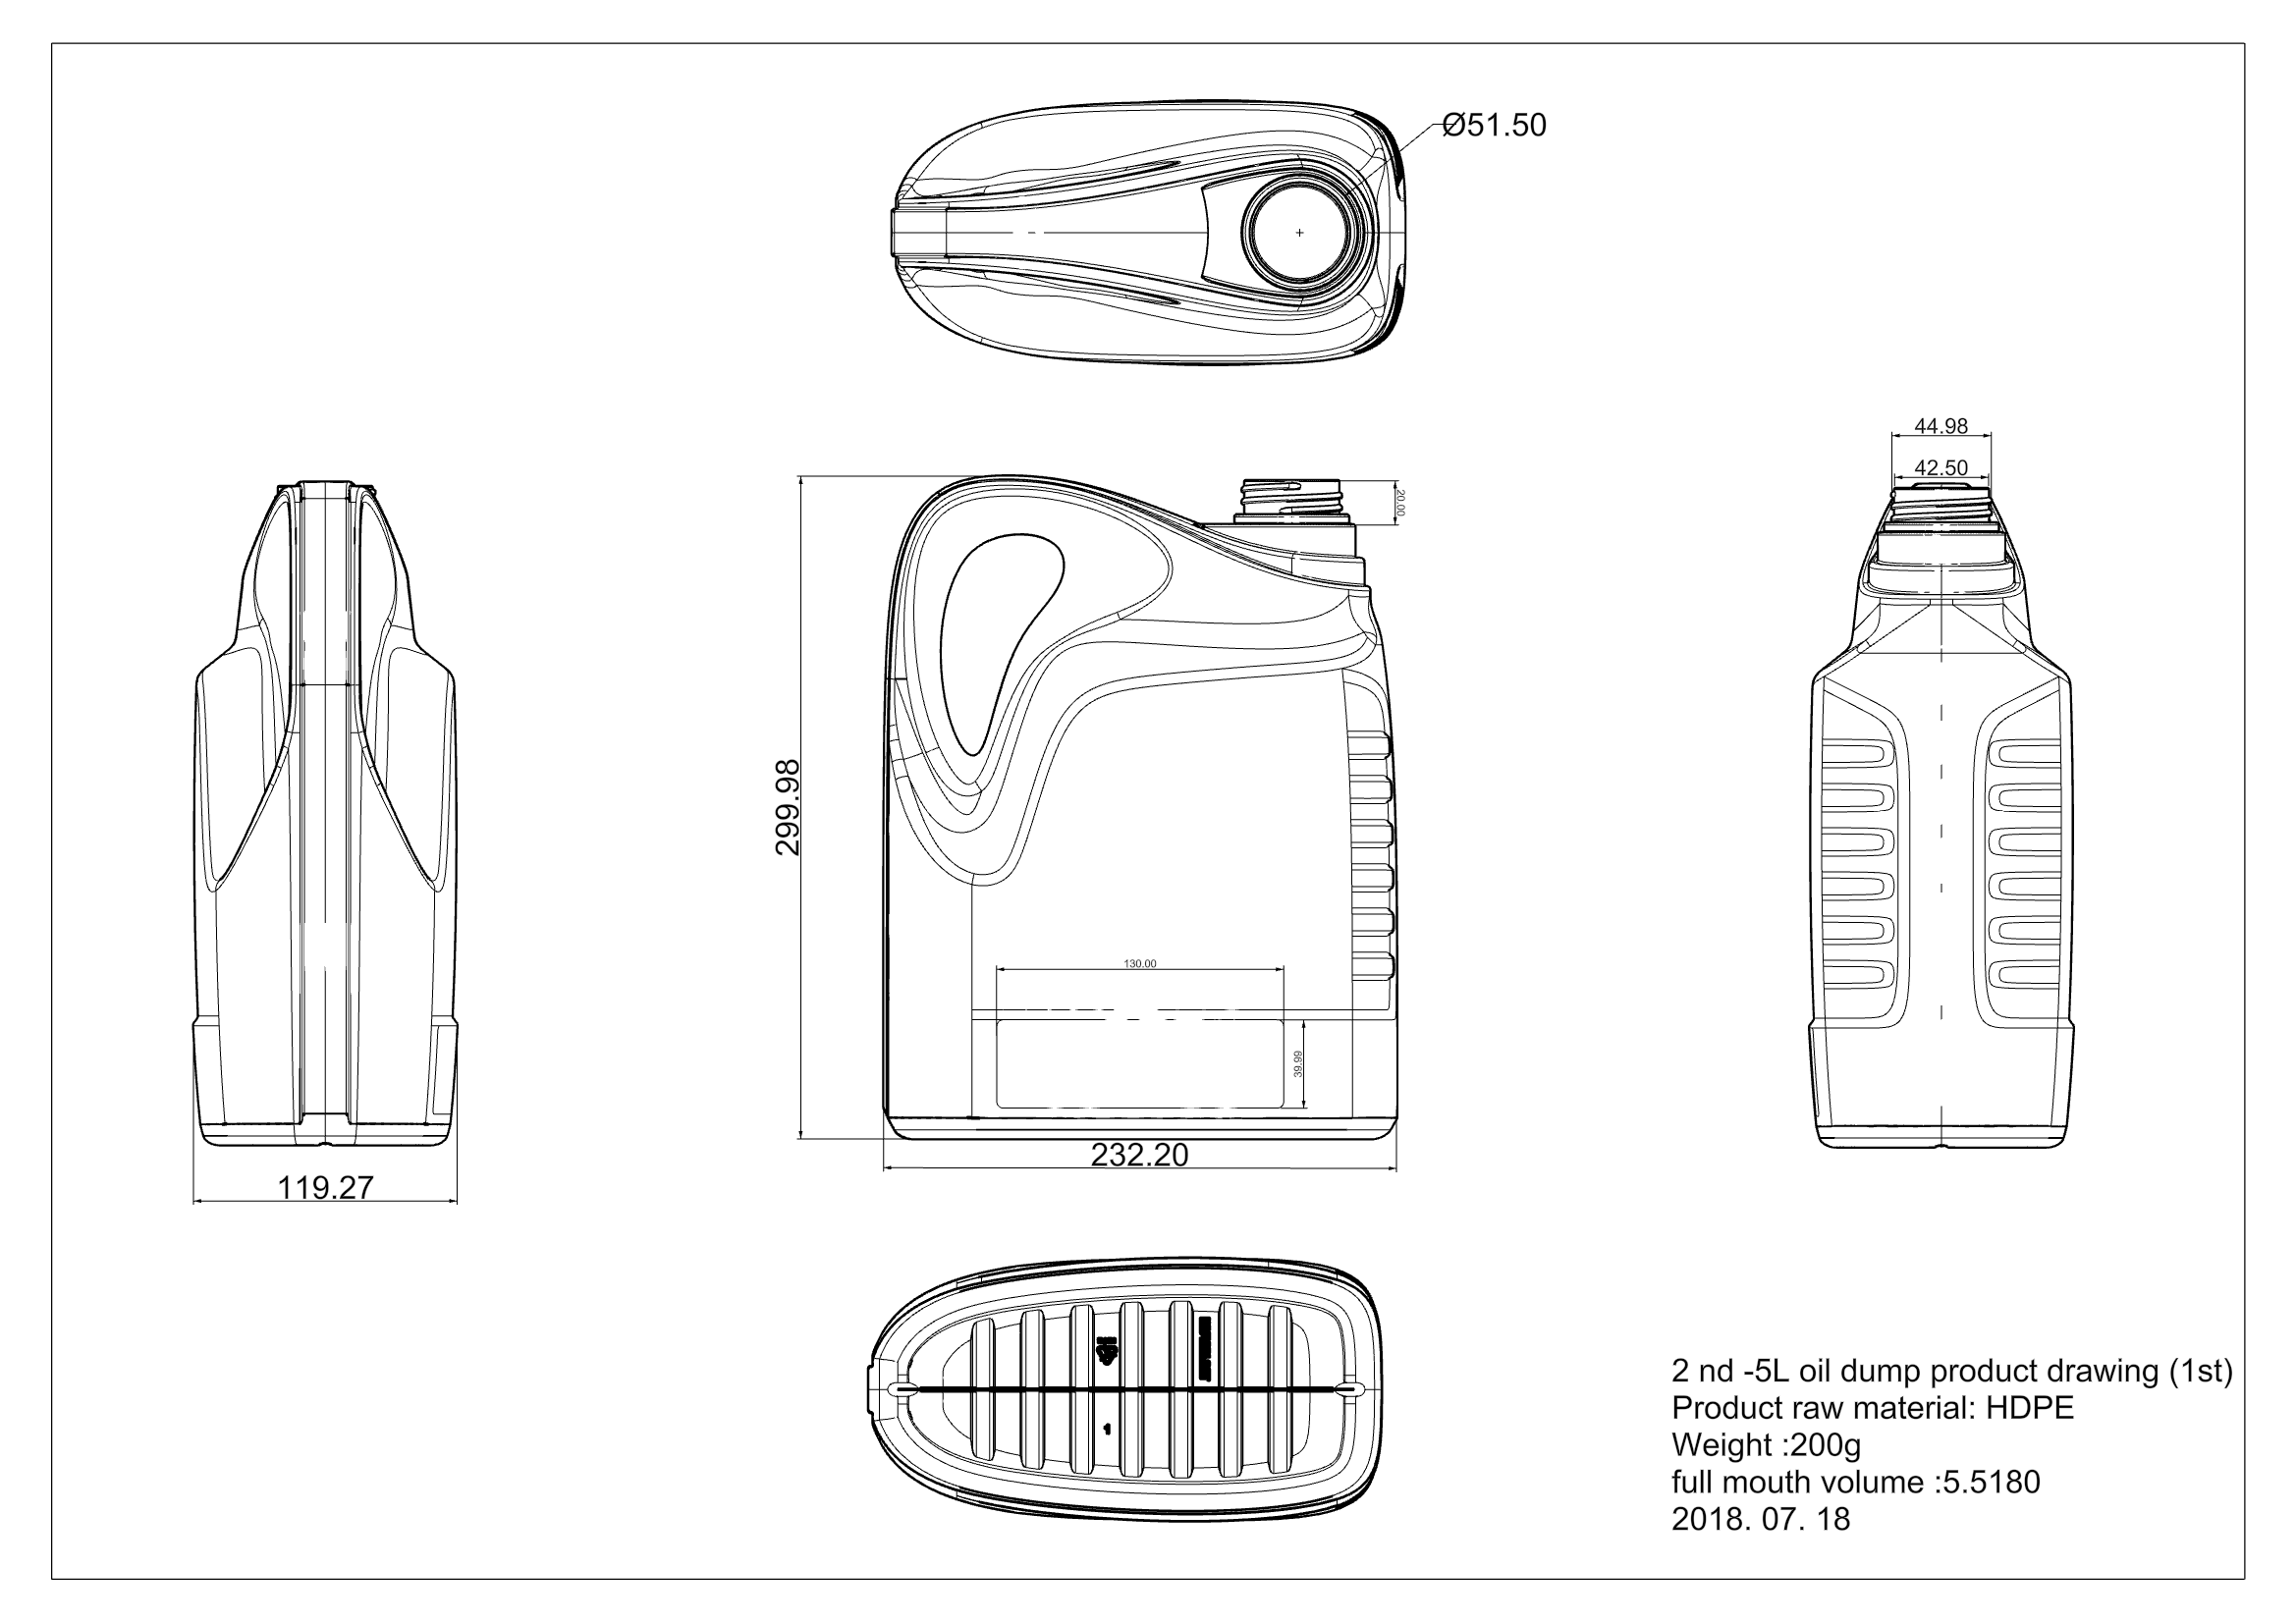 Ø51.50
44.98
42.50
20.00
299.98
130.00
39.99
232.20
119.27
2 nd -5L oil dump product drawing (1st)
Product raw material: HDPE
Weight :200g
full mouth volume :5.5180
2018. 07. 18